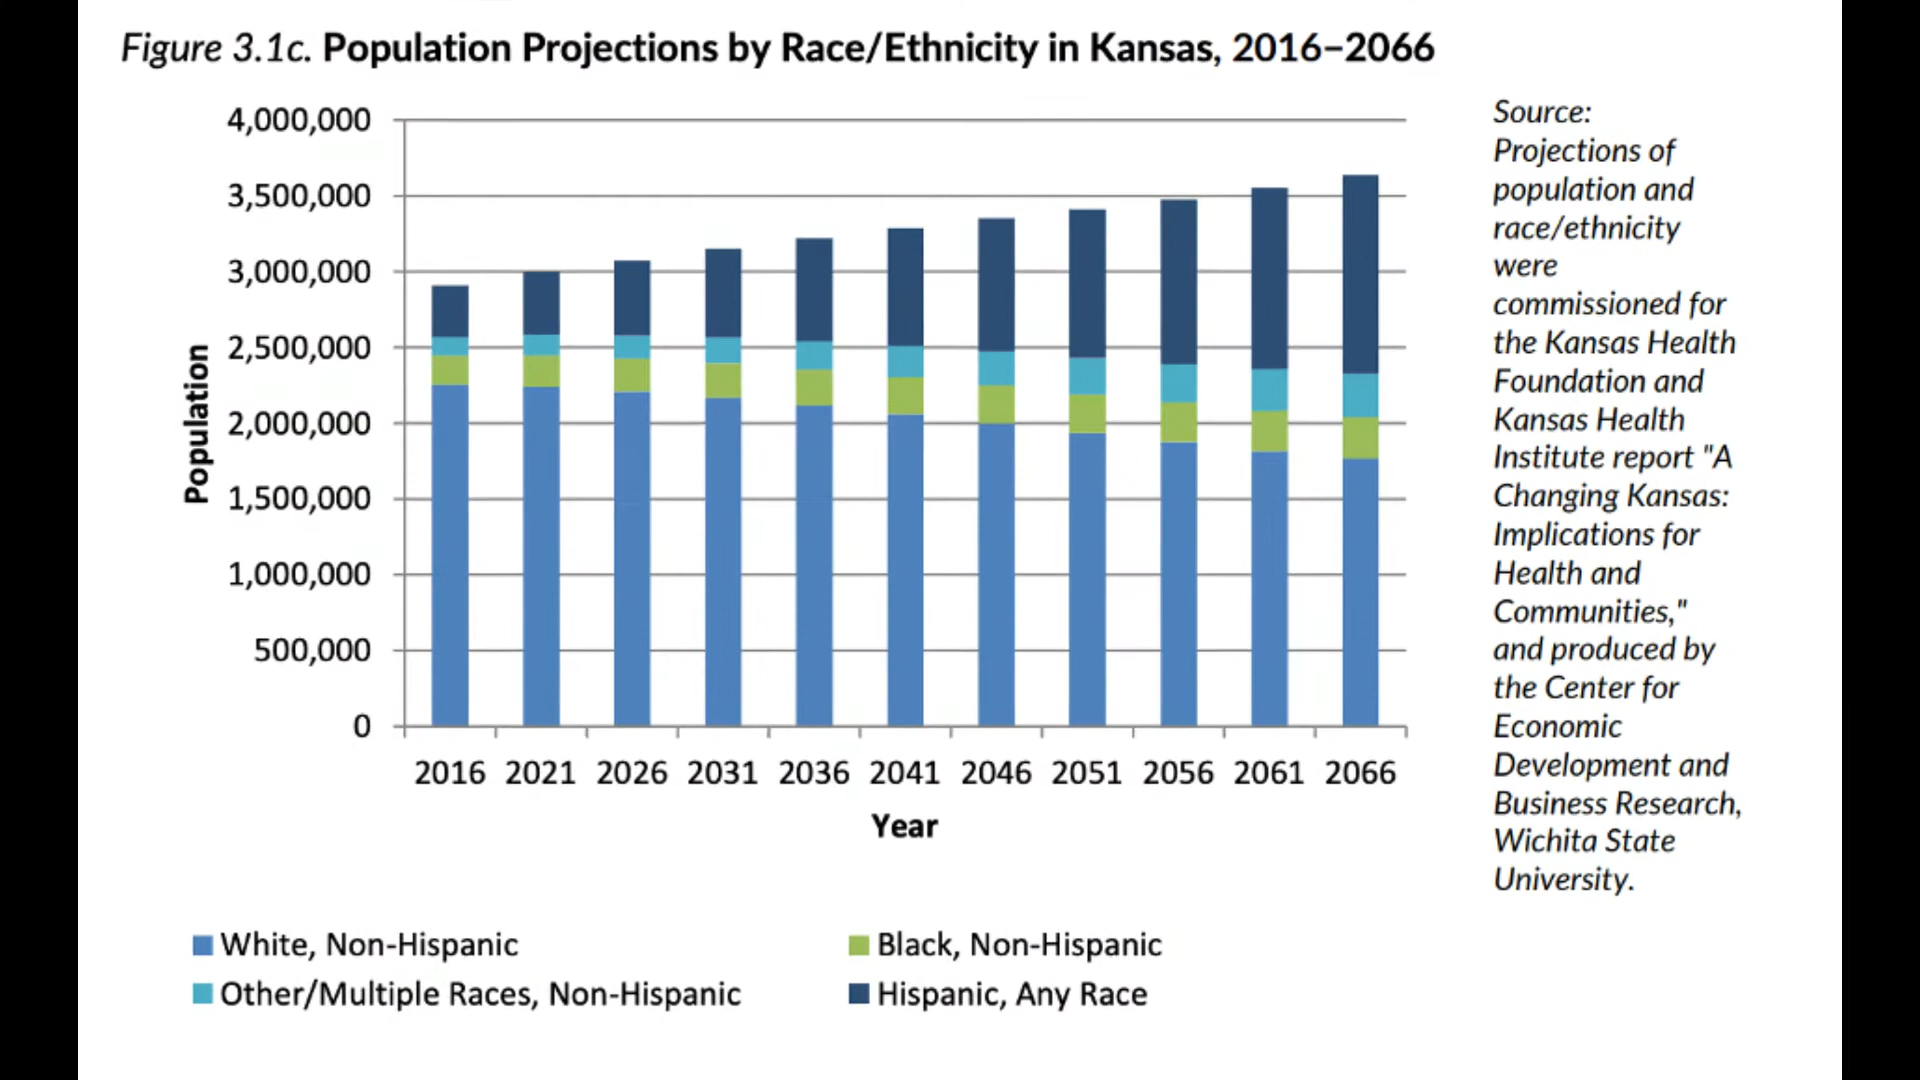 Figure 3.1c. Population Projections by Race/Ethnicity in Kansas, 2016–2066
4,000,000
3,500,000
3,000,000
2,500,000
2,000,000
1,500,000
1,000,000
500,000
0
Population
2016 2021 2026 2031 2036 2041 2046 2051 2056 2061 2066
Year
White, Non-Hispanic
Black, Non-Hispanic
Other/Multiple Races, Non-Hispanic
Hispanic, Any Race
Source:
Projections of
population and
race/ethnicity
were
commissioned for
the Kansas Health
Foundation and
Kansas Health
Institute report "A
Changing Kansas:
Implications for
Health and
Communities,"
and produced by
the Center for
Economic
Development and
Business Research,
Wichita State
University.